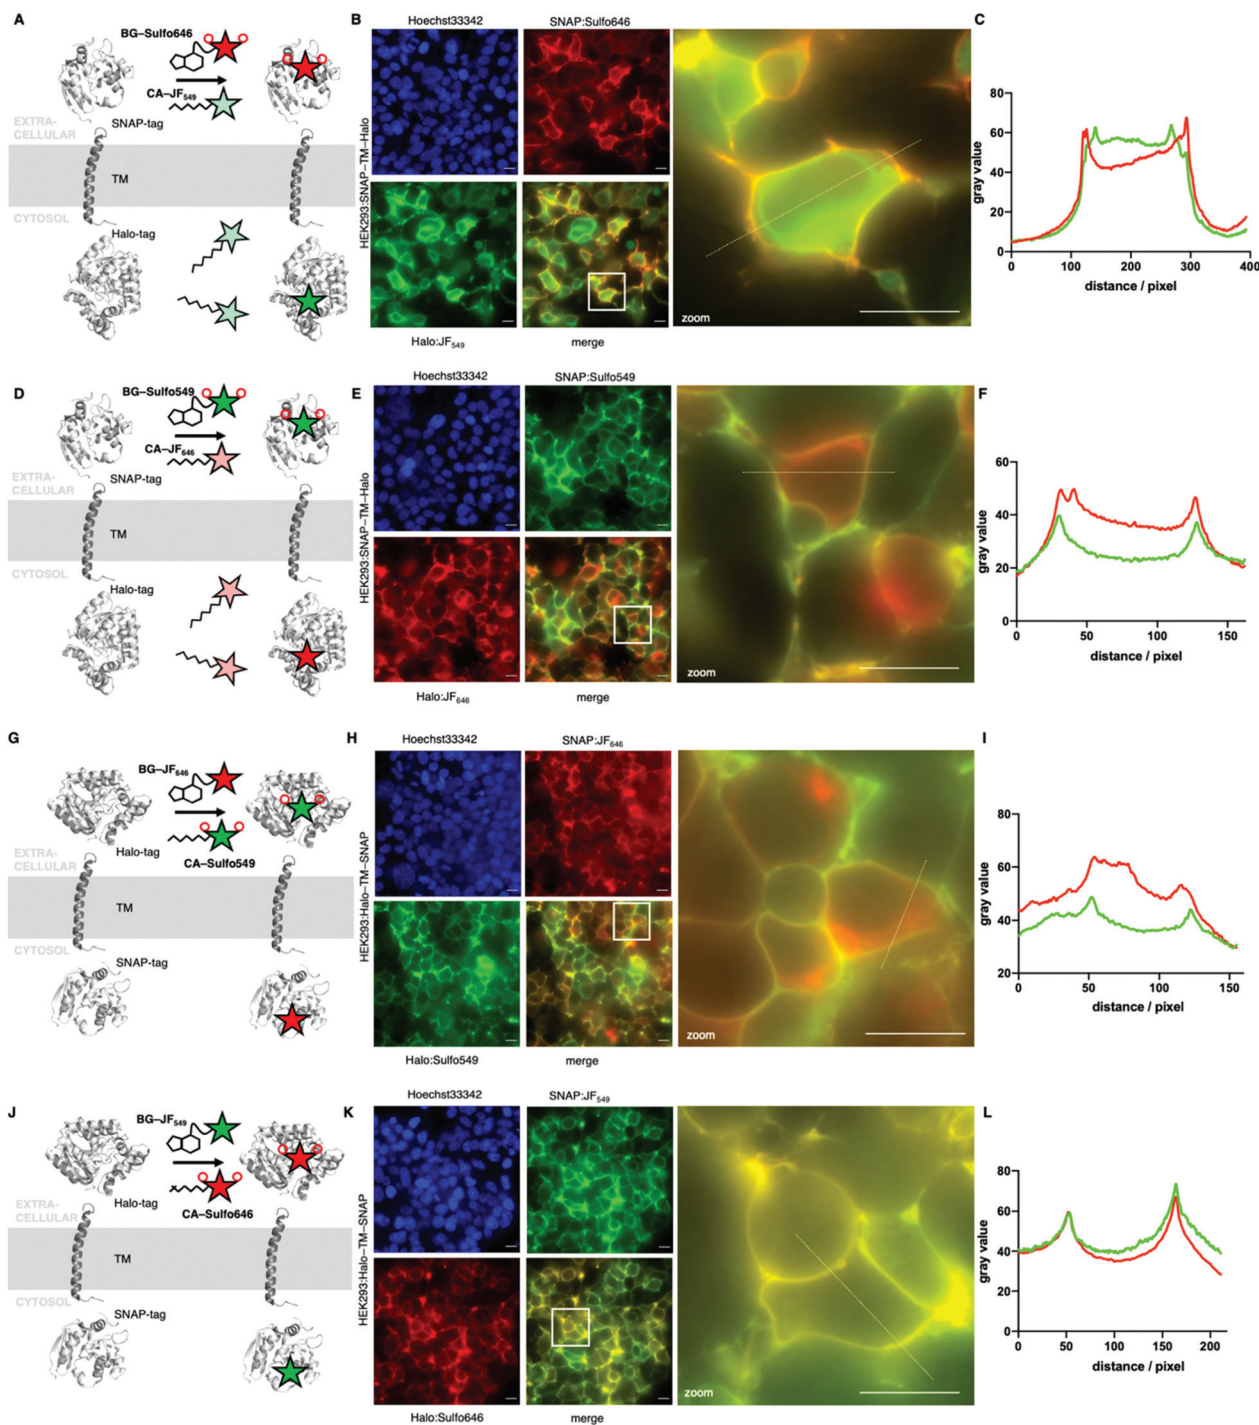 A
BG–Sulfo646
CA–JF549
EXTRA-
CELLULAR
SNAP-tag
TM
CYTOSOL
Halo-tag
B
Hoechst33342
SNAP:Sulfo646
HEK293:SNAP–TM–Halo
Halo:JF549
merge
zoom
C
80
60
40
20
0
gray value
0 100 200 300 400
distance / pixel
D
BG–Sulfo549
CA–JF646
EXTRA-
CELLULAR
SNAP-tag
TM
CYTOSOL
Halo-tag
E
Hoechst33342
SNAP:Sulfo549
HEK293:SNAP–TM–Halo
Halo:JF646
merge
zoom
F
60
40
20
0
gray value
0 50 100 150
distance / pixel
G
BG–JF646
CA–Sulfo549
Halo-tag
EXTRA-
CELLULAR
TM
CYTOSOL
SNAP-tag
H
Hoechst33342
SNAP:JF646
HEK293:Halo–TM–SNAP
Halo:Sulfo549
merge
zoom
I
80
60
40
20
gray value
0 50 100 150
distance / pixel
J
BG–JF549
CA–Sulfo646
Halo-tag
EXTRA-
CELLULAR
TM
CYTOSOL
SNAP-tag
K
Hoechst33342
SNAP:JF549
HEK293:Halo–TM–SNAP
Halo:Sulfo646
merge
zoom
L
80
60
40
20
0
gray value
0 50 100 150 200
distance / pixel